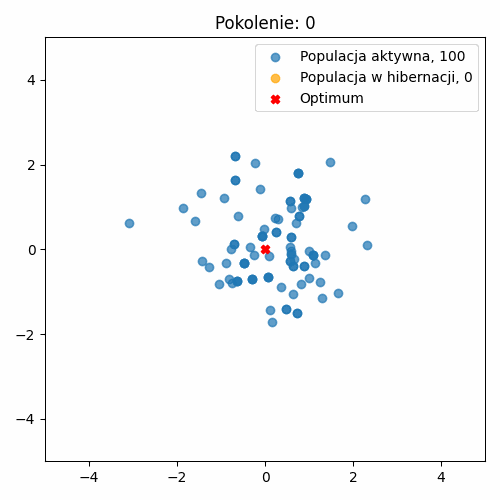 Pokolenie: 0
Populacja aktywna, 100
Populacja w hibernacji, 0
Optimum
4
2
0
−2
−4
−4 −2 0 2 4